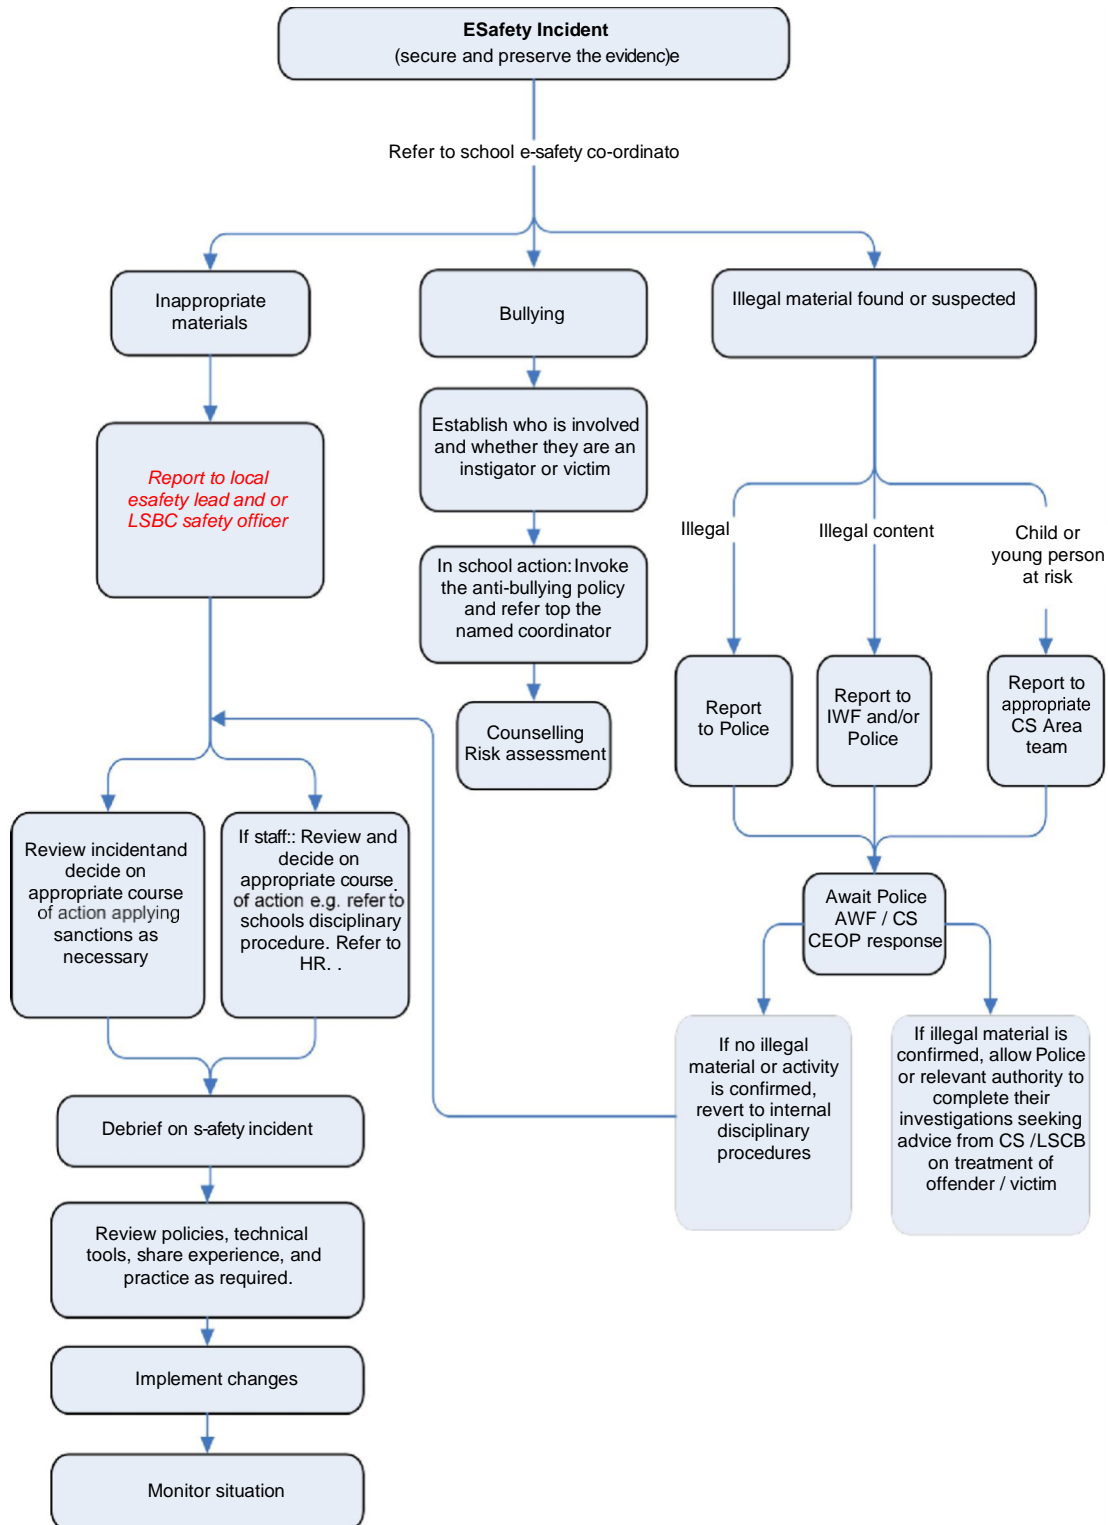 ESafety Incident
(secure and preserve the evidenc)e
Refer to school e-safety co-ordinato
Inappropriate
materials
Bullying
Illegal material found or suspected
Report to local
esafety lead and or
LSBC safety officer
Establish who is involved
and whether they are an
instigator or victim
In school action: Invoke
the anti-bullying policy
and refer top the
named coordinator
Counselling
Risk assessment
Illegal
Illegal content
Child or
young person
at risk
Report
to Police
Report to
IWF and/or
Police
Report to
appropriate
CS Area
team
Review incidentand
decide on
appropriate course
of action applying
sanctions as
necessary
If staff:: Review and
decide on
appropriate course.
of action e.g. refer to
schools disciplinary
procedure. Refer to
HR. .
Await Police
AWF / CS
CEOP response
If no illegal
material or activity
is confirmed,
revert to internal
disciplinary
procedures
If illegal material is
confirmed, allow Police
or relevant authority to
complete their
investigations seeking
advice from CS /LSCB
on treatment of
offender / victim
Debrief on s-afety incident
Review policies, technical
tools, share experience, and
practice as required.
Implement changes
Monitor situation